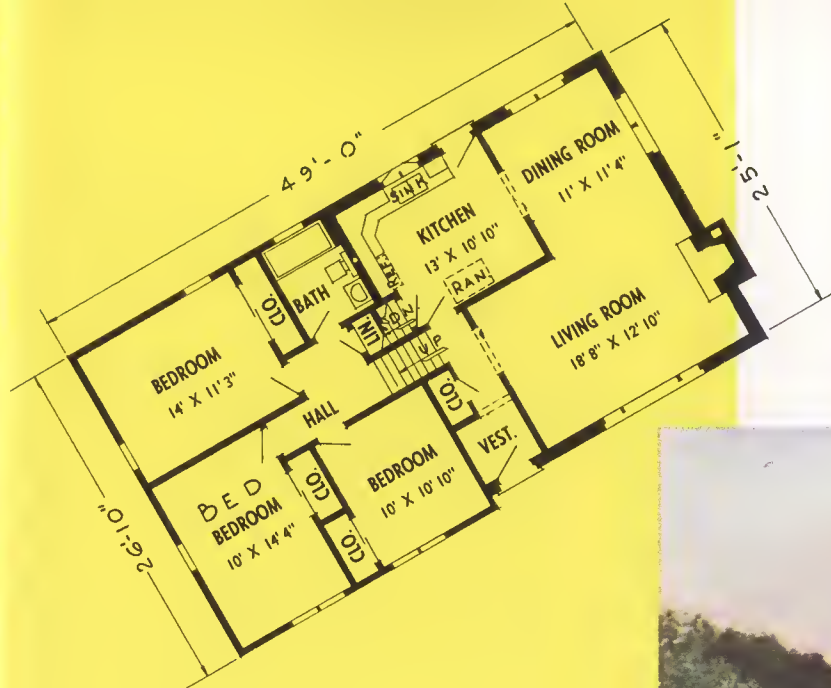 49'-0"
25'-1"
26'-10"
DINING ROOM
11' X 11'4"
SINK
KITCHEN
13' X 10'10"
REF.
RAN
LIVING ROOM
18'8" X 12'10"
BATH
CLO.
LIN.
UP
BEDROOM
14' X 11'3"
HALL
CLO.
VEST.
BED
BEDROOM
10' X 14'4"
CLO.
CLO.
BEDROOM
10' X 10'10"